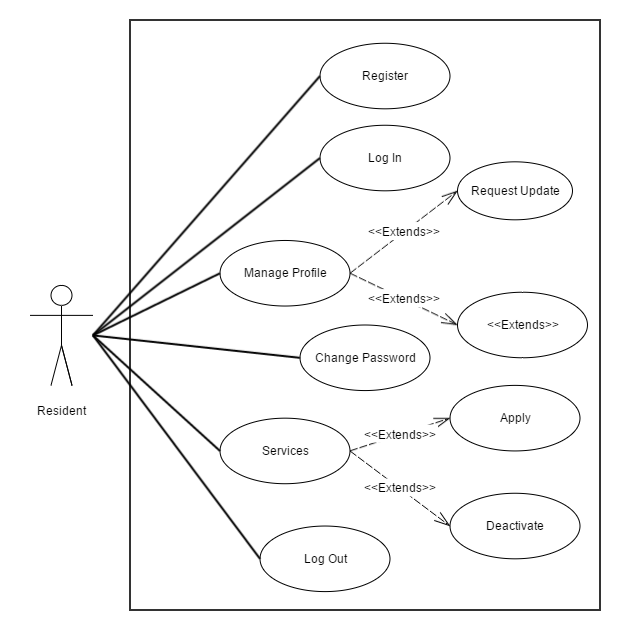 Register
Log In
Request Update
<<Extends>>
Manage Profile
<<Extends>>
<<Extends>>
Change Password
Resident
Apply
<<Extends>>
Services
<<Extends>>
Deactivate
Log Out